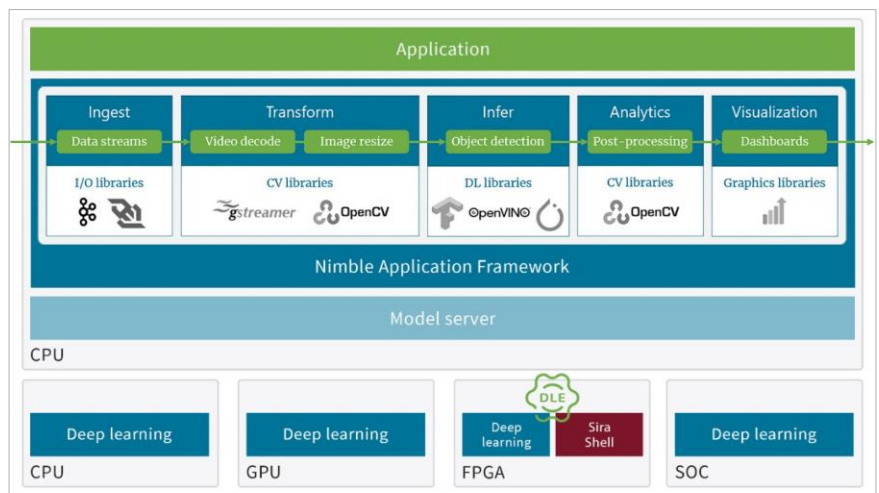 Application
Ingest
Transform
Infer
Analytics
Visualization
Data streams
Video decode
Image resize
Object detection
Post-processing
Dashboards
I/O libraries
CV libraries
DL libraries
CV libraries
Graphics libraries
gstreamer
OpenCV
OpenVINO
OpenCV
Nimble Application Framework
Model server
CPU
DLE
Deep learning
Deep learning
Deep
learning
Sira
Shell
Deep learning
CPU
GPU
FPGA
SOC